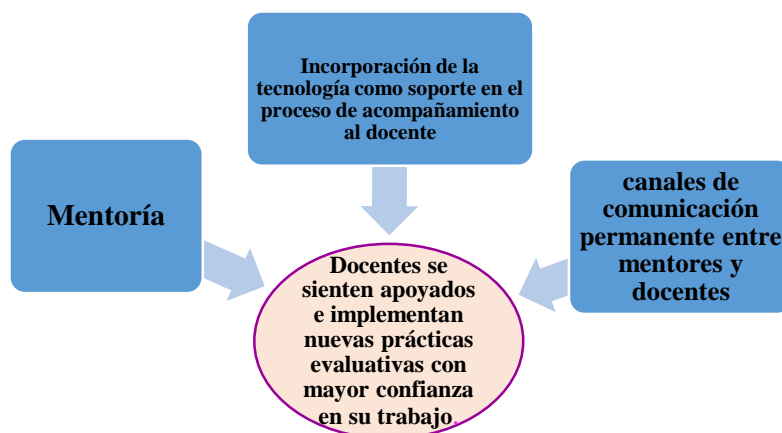 Incorporación de la
tecnología como soporte en el
proceso de acompañamiento
al docente
Mentoría
canales de
comunicación
permanente entre
mentores y
docentes
Docentes se
sienten apoyados
e implementan
nuevas prácticas
evaluativas con
mayor confianza
en su trabajo.